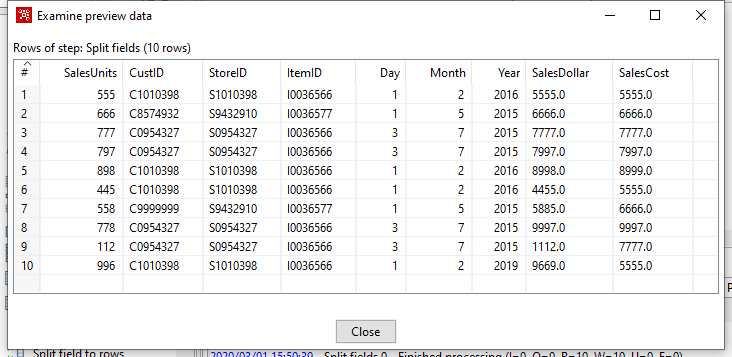 Examine preview data
Rows of step: Split fields (10 rows)
# SalesUnits CustID StoreID ItemID Day Month Year SalesDollar SalesCost
1 555 C1010398 S1010398 I0036566 1 2 2016 5555.0 5555.0
2 666 C8574932 S9432910 I0036577 1 5 2015 6666.0 6666.0
3 777 C0954327 S0954327 I0036566 3 7 2015 7777.0 7777.0
4 797 C0954327 S0954327 I0036566 3 7 2015 7997.0 7997.0
5 898 C1010398 S1010398 I0036566 1 2 2016 8998.0 8999.0
6 445 C1010398 S1010398 I0036566 1 2 2016 4455.0 5555.0
7 558 C9999999 S9432910 I0036577 1 5 2015 5885.0 6666.0
8 778 C0954327 S0954327 I0036566 3 7 2015 9997.0 9997.0
9 112 C0954327 S0954327 I0036566 3 7 2015 1112.0 7777.0
10 996 C1010398 S1010398 I0036566 1 2 2019 9669.0 5555.0
P
Close
Split field to rows 2020/03/01 15:50:39 - Split fields.0 - Finished processing (I=0, O=0, R=10, W=10, U=0, E=0)